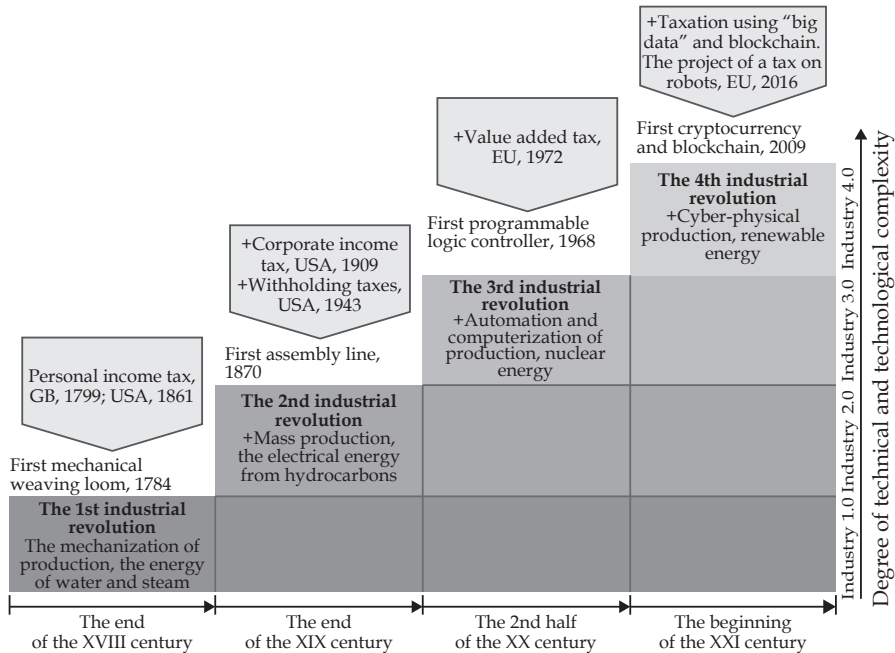 +Taxation using “big
data” and blockchain.
The project of a tax on
robots, EU, 2016
First cryptocurrency
and blockchain, 2009
The 4th industrial
revolution
+Cyber-physical
production, renewable
energy
+Value added tax,
EU, 1972
First programmable
logic controller, 1968
The 3rd industrial
revolution
+Automation and
computerization of
production, nuclear
energy
+Corporate income
tax, USA, 1909
+Withholding taxes,
USA, 1943
First assembly line,
1870
The 2nd industrial
revolution
+Mass production,
the electrical energy
from hydrocarbons
Personal income tax,
GB, 1799; USA, 1861
First mechanical
weaving loom, 1784
The 1st industrial
revolution
The mechanization of
production, the energy
of water and steam
Industry 1.0 Industry 2.0 Industry 3.0 Industry 4.0
Degree of technical and technological complexity
The end
of the XVIII century
The end
of the XIX century
The 2nd half
of the XX century
The beginning
of the XXI century